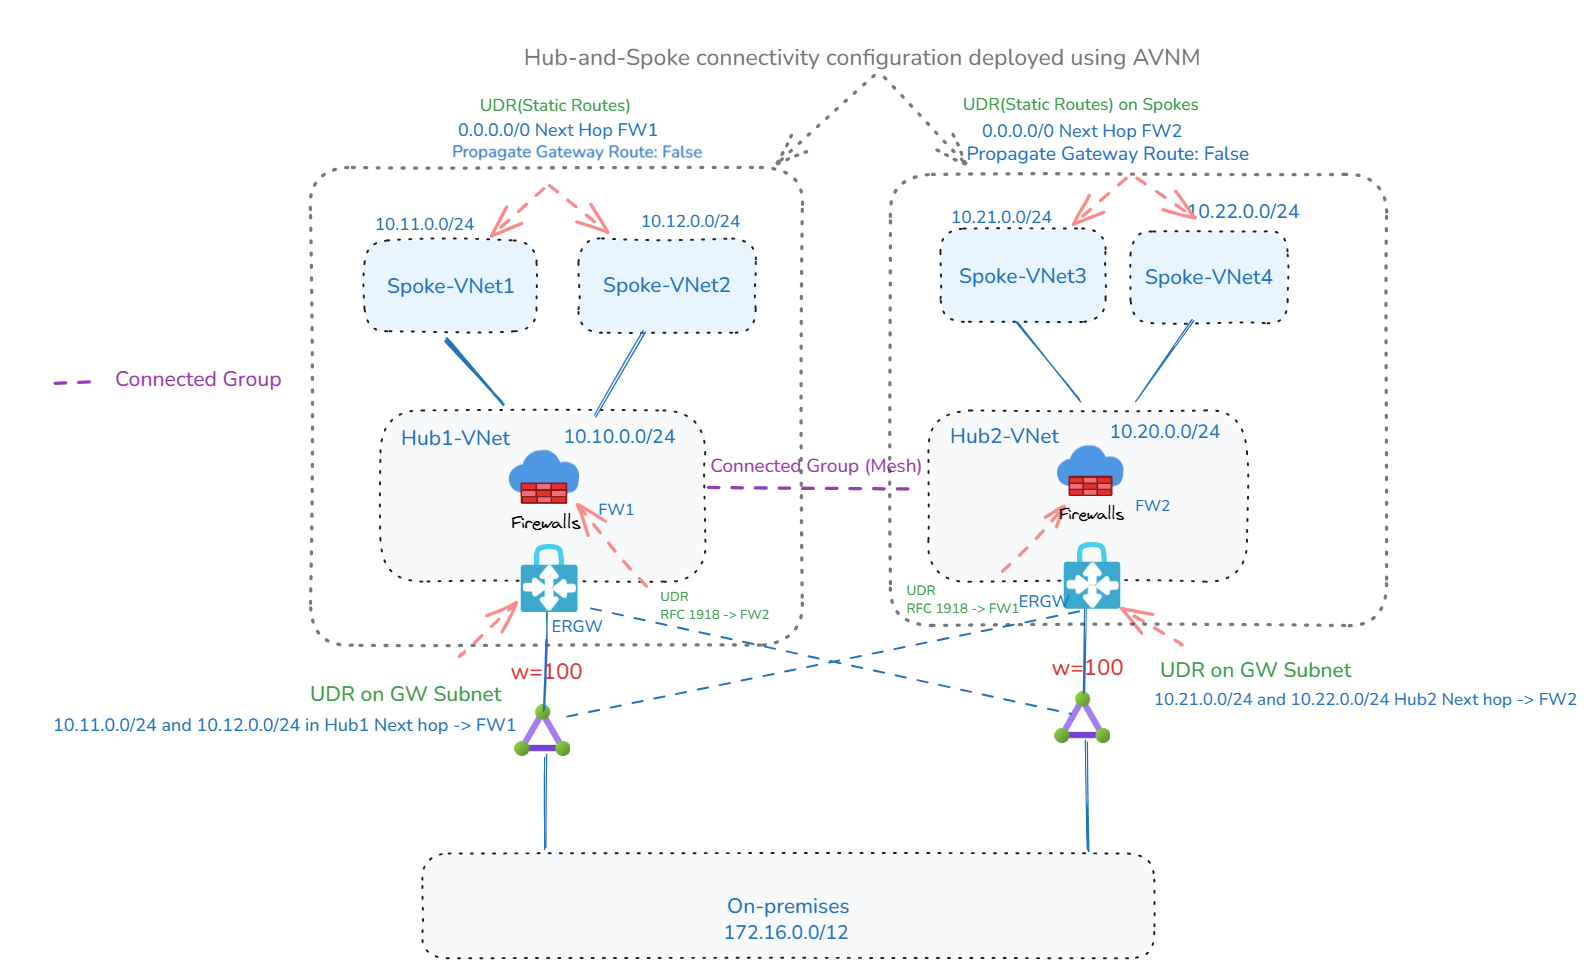 Hub-and-Spoke connectivity configuration deployed using AVNM
UDR(Static Routes)
0.0.0.0/0 Next Hop FW1
Propagate Gateway Route: False
UDR(Static Routes) on Spokes
0.0.0.0/0 Next Hop FW2
Propagate Gateway Route: False
10.11.0.0/24
10.12.0.0/24
10.21.0.0/24
10.22.0.0/24
Spoke-VNet1
Spoke-VNet2
Spoke-VNet3
Spoke-VNet4
Connected Group
Hub1-VNet
10.10.0.0/24
FW1
Firewalls
Connected Group (Mesh)
Hub2-VNet
10.20.0.0/24
FW2
Firewalls
UDR
RFC 1918 -> FW2
UDR
RFC 1918 -> FW1
ERGW
ERGW
w=100
w=100
UDR on GW Subnet
10.11.0.0/24 and 10.12.0.0/24 in Hub1 Next hop -> FW1
UDR on GW Subnet
10.21.0.0/24 and 10.22.0.0/24 Hub2 Next hop -> FW2
On-premises
172.16.0.0/12